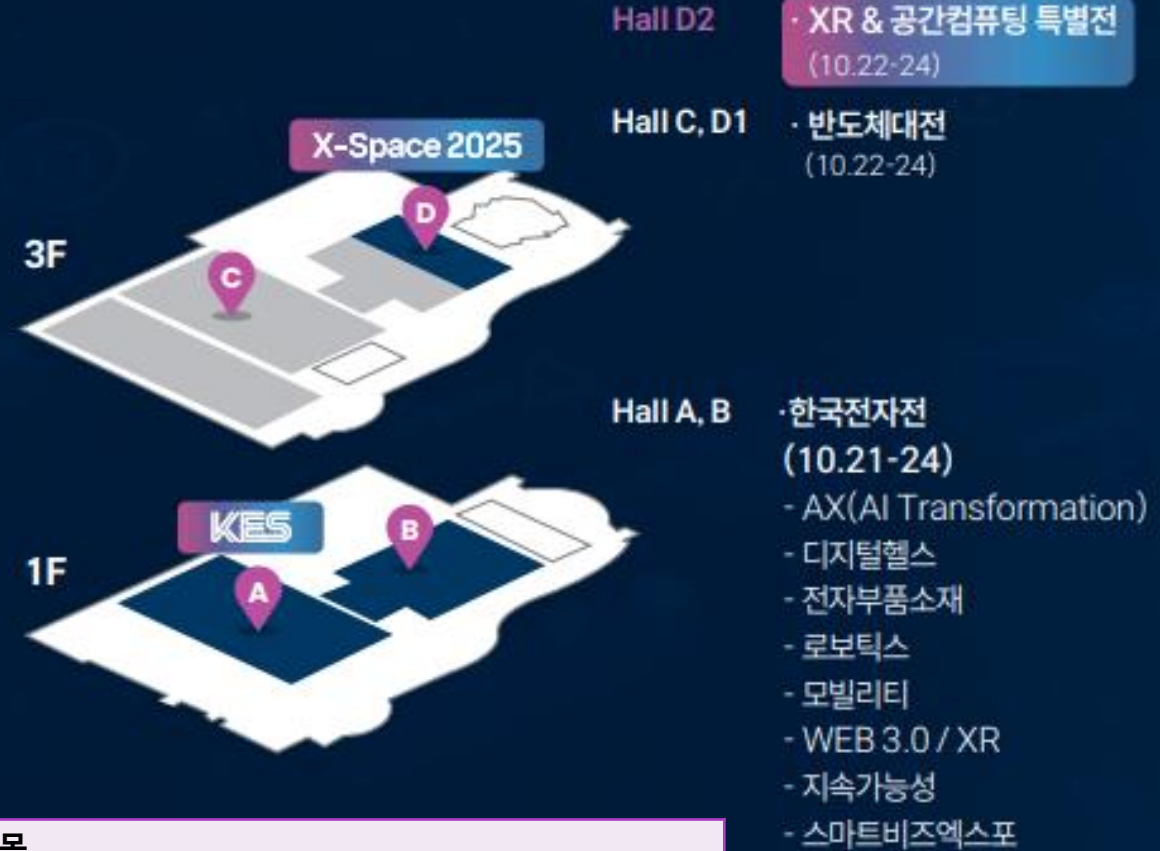 Hall D2
· XR & 공간컴퓨팅 특별전
(10.22-24)
Hall C, D1
· 반도체대전
(10.22-24)
X-Space 2025
D
3F
C
Hall A, B
·한국전자전
(10.21-24)
- AX(AI Transformation)
- 디지털헬스
- 전자부품소재
- 로보틱스
- 모빌리티
- WEB 3.0 / XR
- 지속가능성
- 스마트비즈엑스포
KES
B
1F
A
목